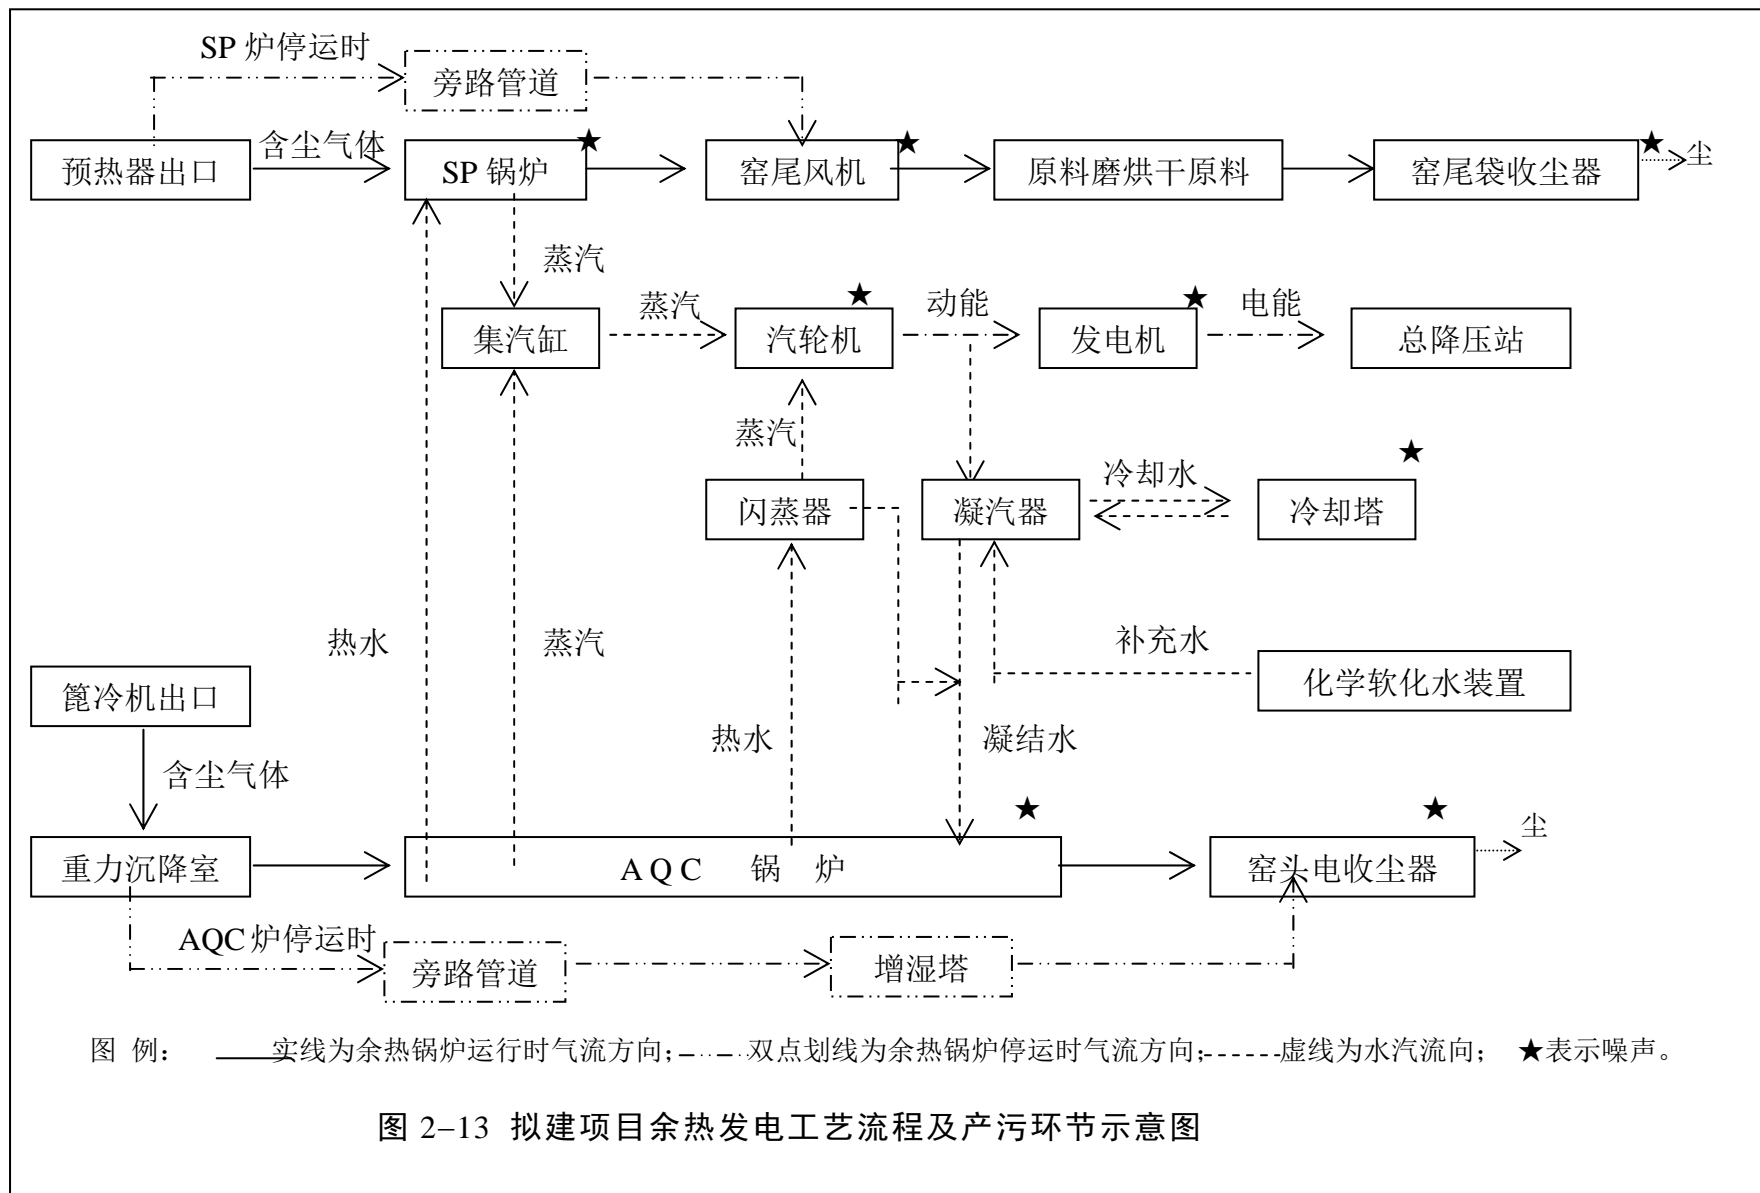 SP 炉停运时
旁路管道
预热器出口
含尘气体
SP 锅炉
★
窑尾风机
★
原料磨烘干原料
窑尾袋收尘器
★
尘
蒸汽
集汽缸
蒸汽
汽轮机
★
动能
发电机
★
电能
总降压站
蒸汽
闪蒸器
凝汽器
冷却水
冷却塔
★
热水
蒸汽
补充水
化学软化水装置
篦冷机出口
热水
凝结水
含尘气体
重力沉降室
AQC 锅 炉
★
窑头电收尘器
★
尘
AQC 炉停运时
旁路管道
增湿塔
图 例： 实线为余热锅炉运行时气流方向； 双点划线为余热锅炉停运时气流方向； 虚线为水汽流向； ★表示噪声。
图 2–13 拟建项目余热发电工艺流程及产污环节示意图